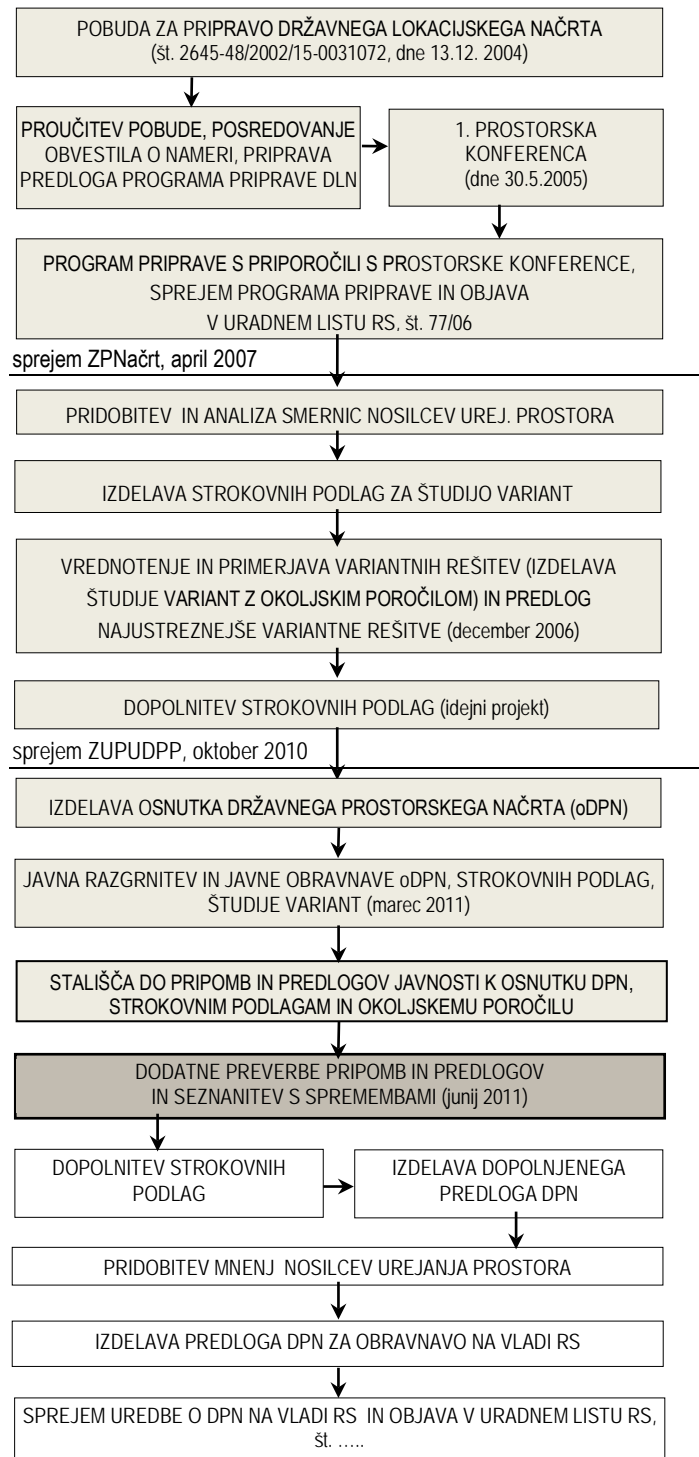 POBUDA ZA PRIPRAVO DRŽAVNEGA LOKACIJSKEGA NAČRTA
(št. 2645-48/2002/15-0031072, dne 13.12. 2004)
PROUČITEV POBUDE, POSREDOVANJE
OBVESTILA O NAMERI, PRIPRAVA
PREDLOGA PROGRAMA PRIPRAVE DLN
1. PROSTORSKA
KONFERENCA
(dne 30.5.2005)
PROGRAM PRIPRAVE S PRIPOROČILI S PROSTORSKE KONFERENCE,
SPREJEM PROGRAMA PRIPRAVE IN OBJAVA
V URADNEM LISTU RS, št. 77/06
sprejem ZPNačrt, april 2007
PRIDOBITEV IN ANALIZA SMERNIC NOSILCEV UREJ. PROSTORA
IZDELAVA STROKOVNIH PODLAG ZA ŠTUDIJO VARIANT
VREDNOTENJE IN PRIMERJAVA VARIANTNIH REŠITEV (IZDELAVA
ŠTUDIJE VARIANT Z OKOLJSKIM POROČILOM) IN PREDLOG
NAJUSTREZNEJŠE VARIANTNE REŠITVE (december 2006)
DOPOLNITEV STROKOVNIH PODLAG (idejni projekt)
sprejem ZUPUDPP, oktober 2010
IZDELAVA OSNUTKA DRŽAVNEGA PROSTORSKEGA NAČRTA (oDPN)
JAVNA RAZGRNITEV IN JAVNE OBRAVNAVE oDPN, STROKOVNIH PODLAG,
ŠTUDIJE VARIANT (marec 2011)
STALIŠČA DO PRIPOMB IN PREDLOGOV JAVNOSTI K OSNUTKU DPN,
STROKOVNIM PODLAGAM IN OKOLJSKEMU POROČILU
DODATNE PREVERBE PRIPOMB IN PREDLOGOV
IN SEZNANITEV S SPREMEMBAMI (junij 2011)
DOPOLNITEV STROKOVNIH
PODLAG
IZDELAVA DOPOLNJENEGA
PREDLOGA DPN
PRIDOBITEV MNENJ NOSILCEV UREJANJA PROSTORA
IZDELAVA PREDLOGA DPN ZA OBRAVNAVO NA VLADI RS
SPREJEM UREDBE O DPN NA VLADI RS IN OBJAVA V URADNEM LISTU RS,
št. …..